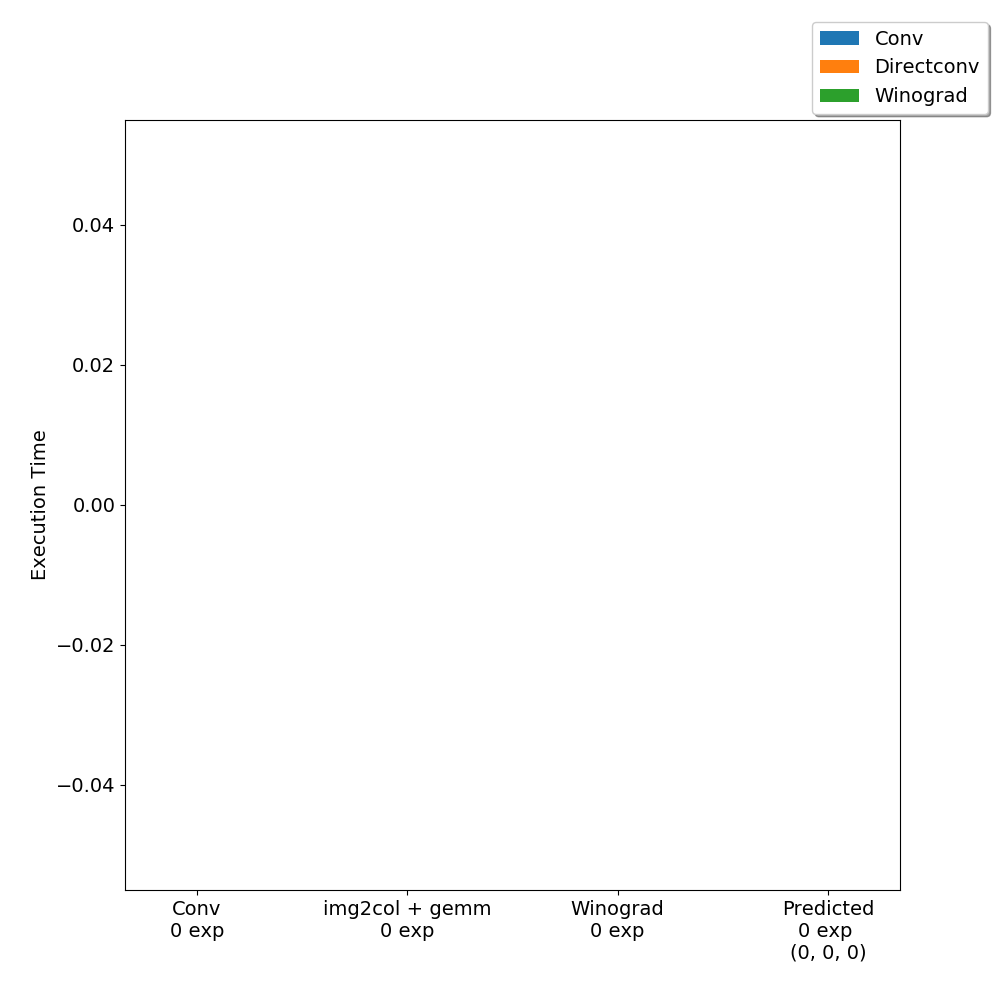 Conv
Directconv
Winograd
0.04
0.02
0.00
−0.02
−0.04
Execution Time
Conv
0 exp
img2col + gemm
0 exp
Winograd
0 exp
Predicted
0 exp
(0, 0, 0)